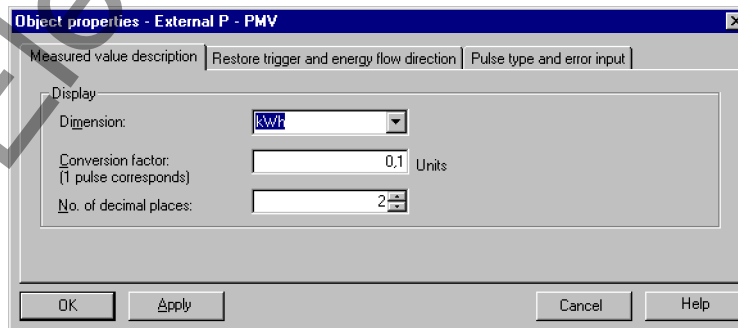 Object properties - External P - PMV
Measured value description Restore trigger and energy flow direction Pulse type and error input
Display
Dimension: kWh
Conversion factor: 0,1 Units
(1 pulse corresponds)
No. of decimal places: 2
OK Apply Cancel Help